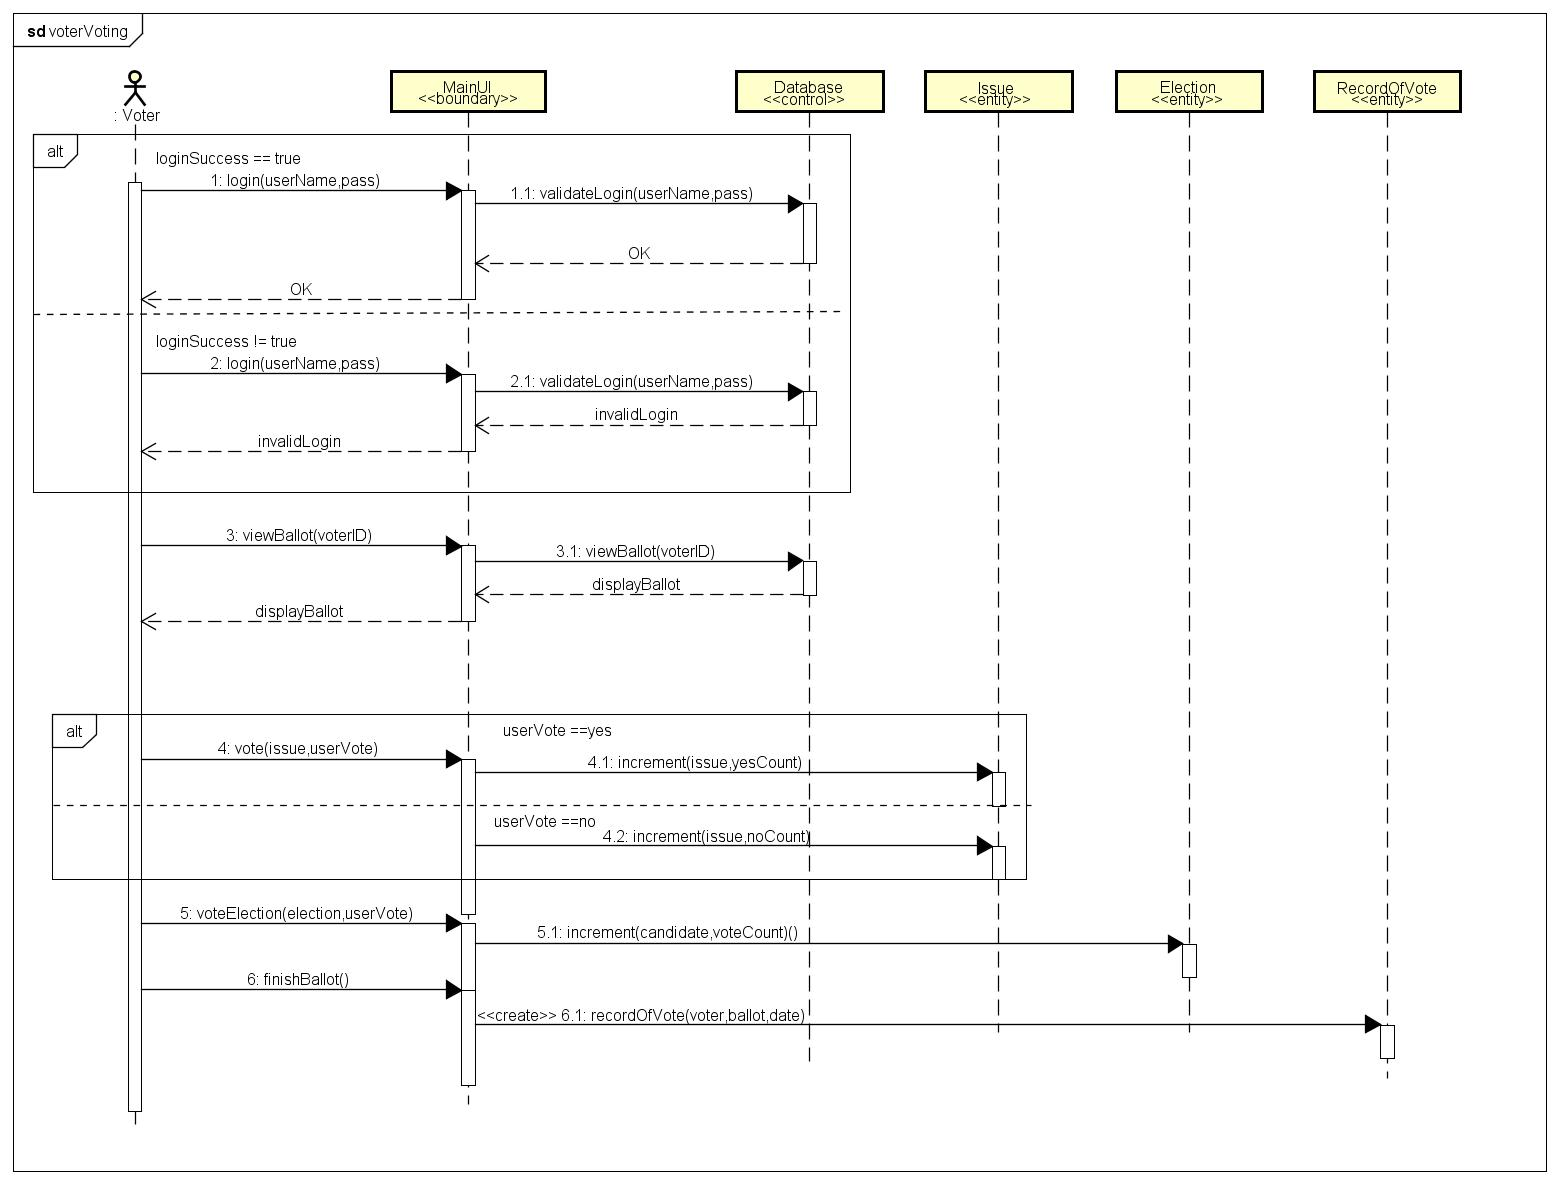 sd voterVoting
: Voter
MainUI
<<boundary>>
Database
<<control>>
Issue
<<entity>>
Election
<<entity>>
RecordOfVote
<<entity>>
alt
loginSuccess == true
1: login(userName,pass)
1.1: validateLogin(userName,pass)
OK
OK
loginSuccess != true
2: login(userName,pass)
2.1: validateLogin(userName,pass)
invalidLogin
invalidLogin
3: viewBallot(voterID)
3.1: viewBallot(voterID)
displayBallot
displayBallot
alt
userVote ==yes
4: vote(issue,userVote)
4.1: increment(issue,yesCount)
userVote ==no
4.2: increment(issue,noCount)
5: voteElection(election,userVote)
5.1: increment(candidate,voteCount)()
6: finishBallot()
<<create>> 6.1: recordOfVote(voter,ballot,date)